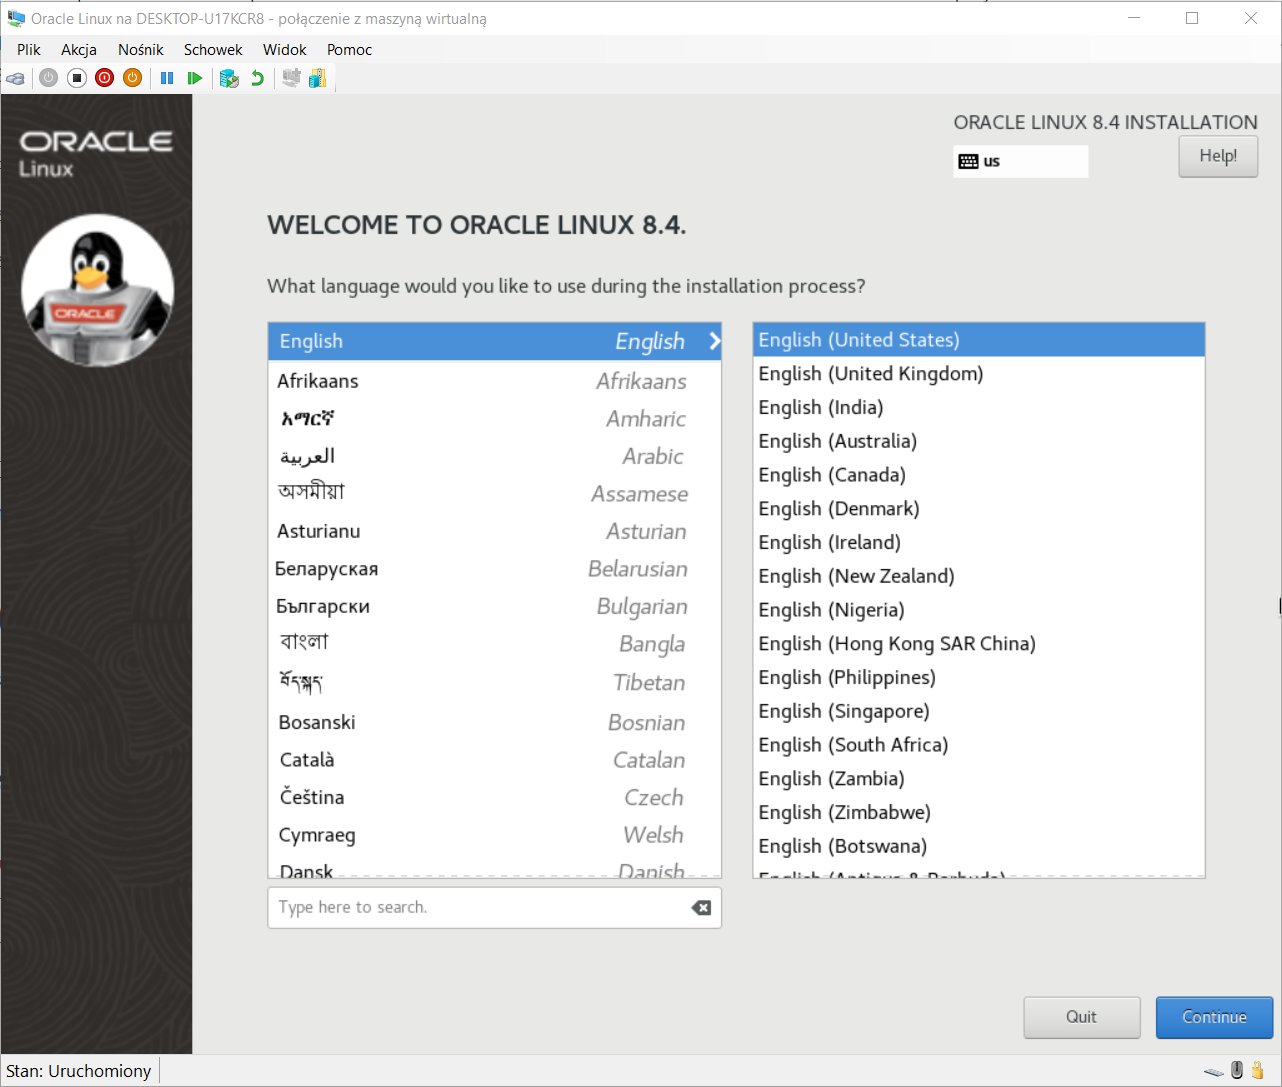 Oracle Linux na DESKTOP-U17KCR8 - połączenie z maszyną wirtualną
Plik Akcja Nośnik Schowek Widok Pomoc
ORACLE
Linux
ORACLE
ORACLE LINUX 8.4 INSTALLATION
us
Help!
WELCOME TO ORACLE LINUX 8.4.
What language would you like to use during the installation process?
English English
Afrikaans Afrikaans
አማርኛ Amharic
العربية Arabic
অসমীয়া Assamese
Asturianu Asturian
Беларуская Belarusian
Български Bulgarian
বাংলা Bangla
བོད་སྐད་ Tibetan
Bosanski Bosnian
Català Catalan
Čeština Czech
Cymraeg Welsh
Dansk Danish
Type here to search.
English (United States)
English (United Kingdom)
English (India)
English (Australia)
English (Canada)
English (Denmark)
English (Ireland)
English (New Zealand)
English (Nigeria)
English (Hong Kong SAR China)
English (Philippines)
English (Singapore)
English (South Africa)
English (Zambia)
English (Zimbabwe)
English (Botswana)
English (Antigua & Barbuda)
Quit
Continue
Stan: Uruchomiony